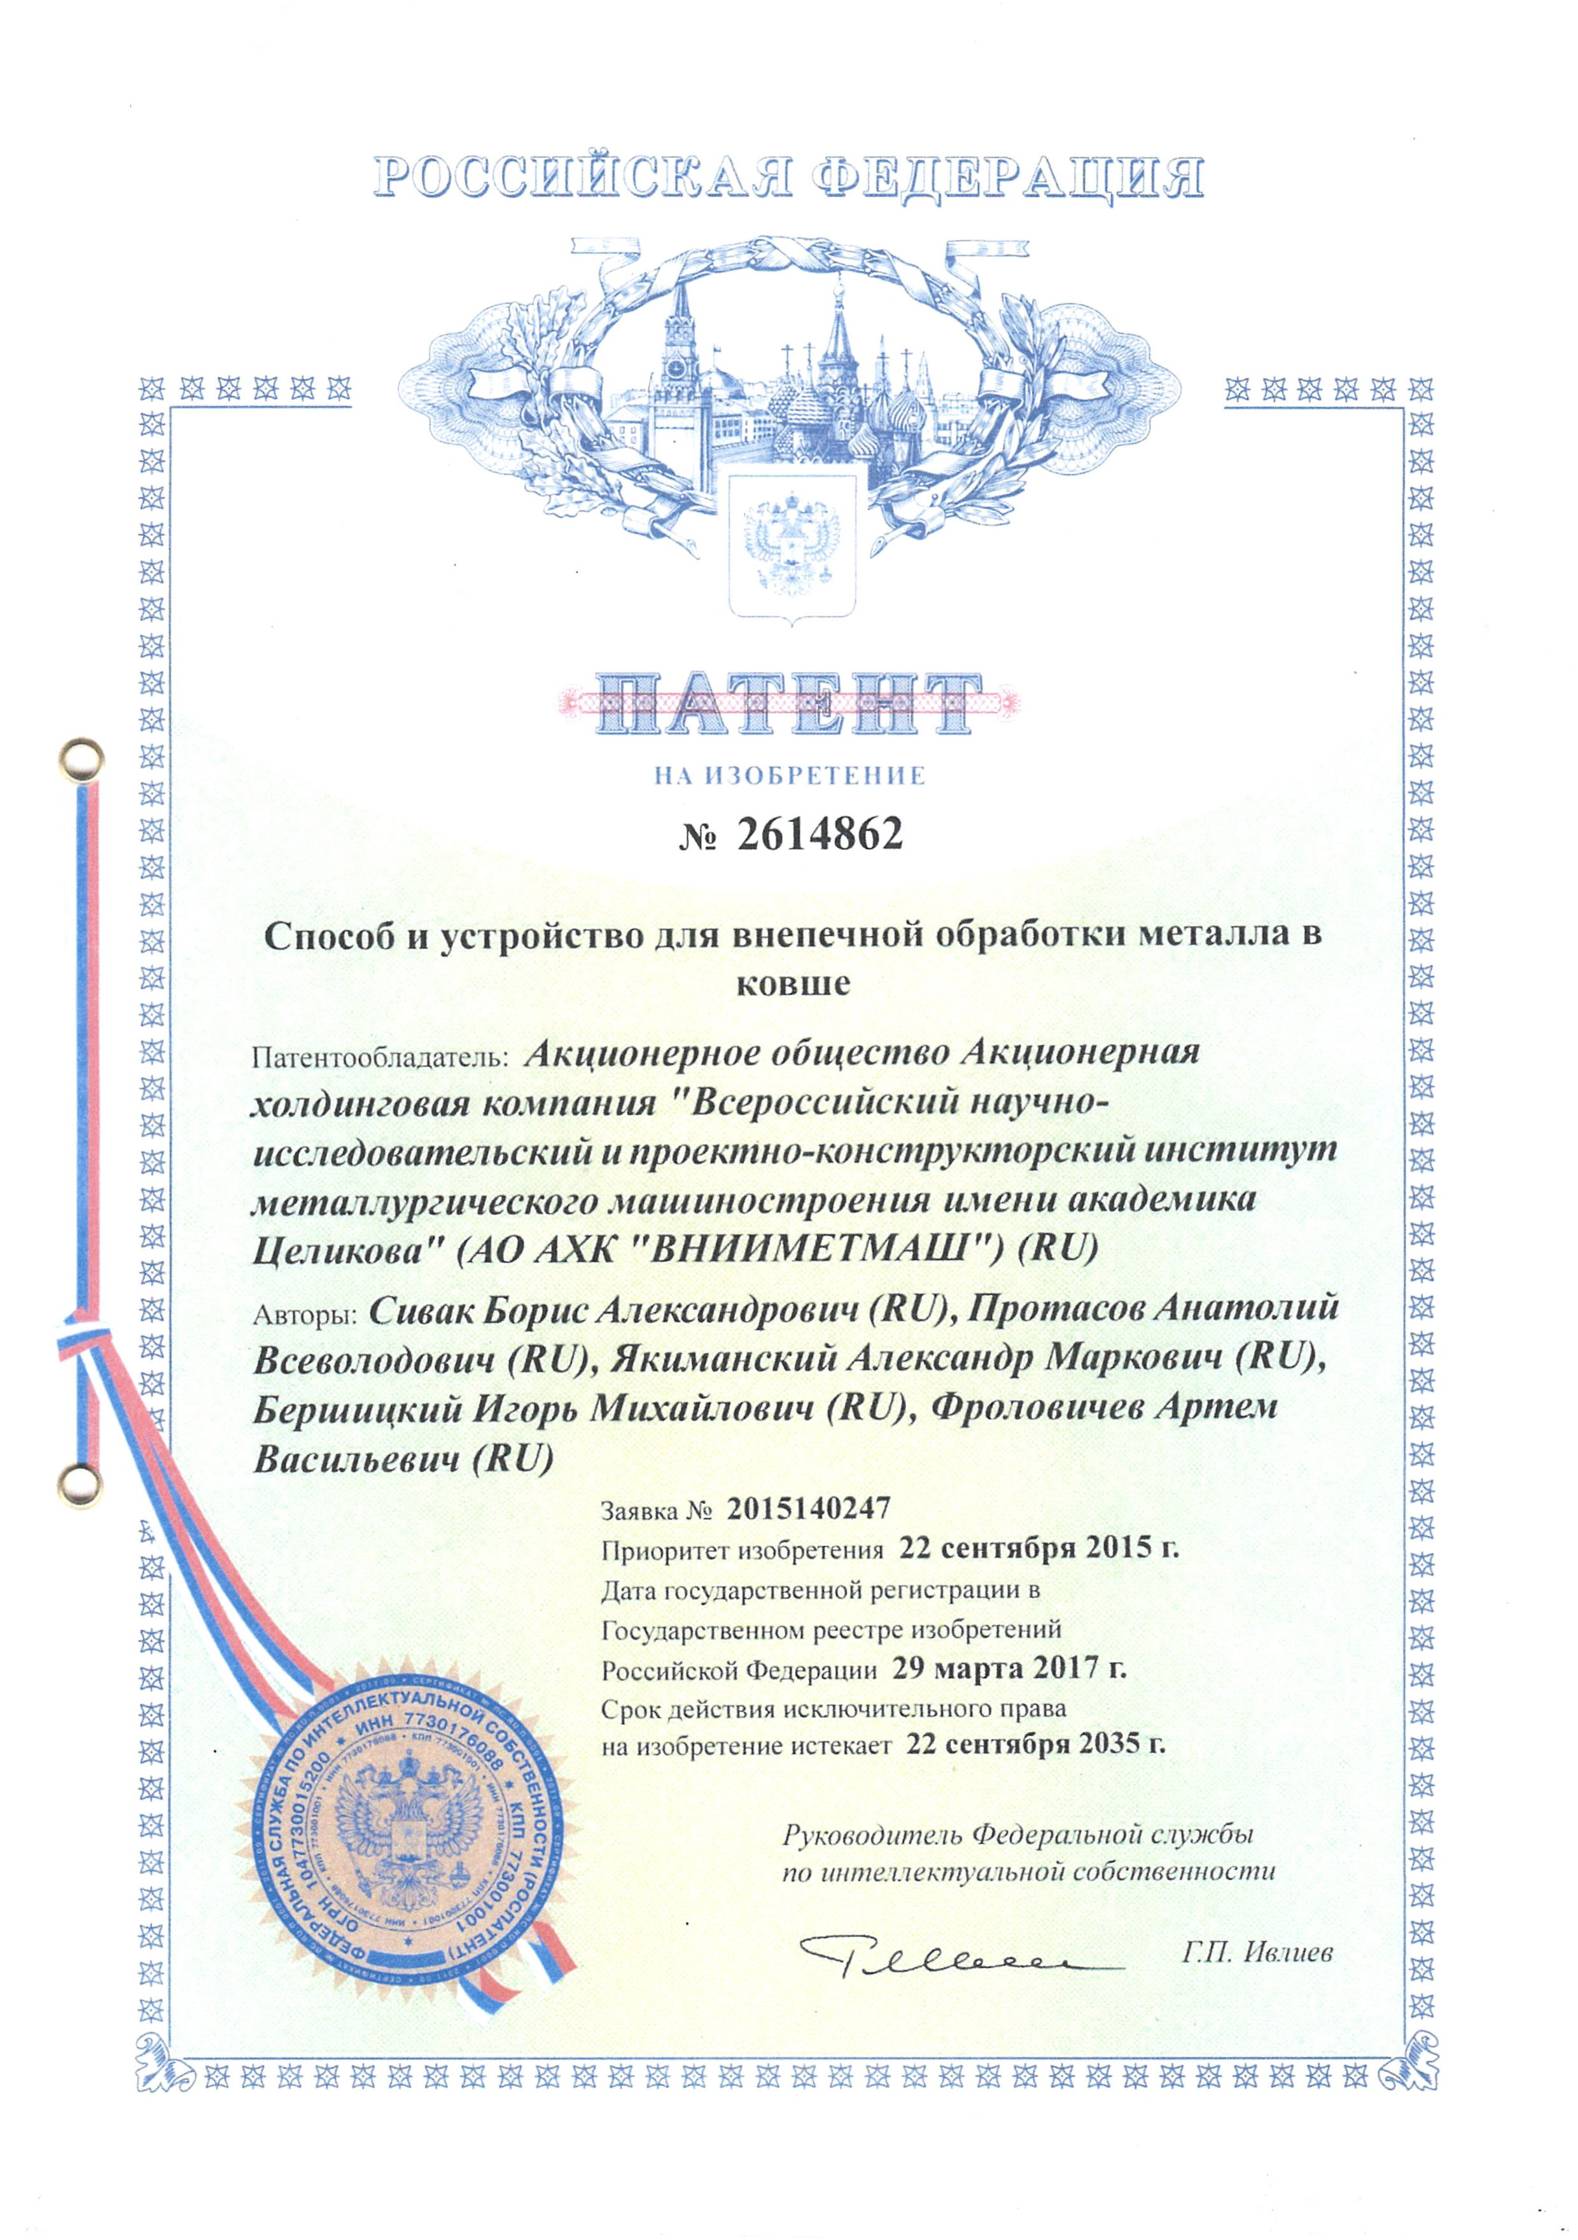 РОССИЙСКАЯ ФЕДЕРАЦИЯ
ПАТЕНТ
НА ИЗОБРЕТЕНИЕ
№ 2614862
Способ и устройство для внепечной обработки металла в
ковше
Патентообладатель: Акционерное общество Акционерная
холдинговая компания "Всероссийский научно-
исследовательский и проектно-конструкторский институт
металлургического машиностроения имени академика
Целикова" (АО АХК "ВНИИМЕТМАШ") (RU)
Авторы: Сивак Борис Александрович (RU), Протасов Анатолий
Всеволодович (RU), Якиманский Александр Маркович (RU),
Бершицкий Игорь Михайлович (RU), Фроловичев Артем
Васильевич (RU)
Заявка № 2015140247
Приоритет изобретения 22 сентября 2015 г.
Дата государственной регистрации в
Государственном реестре изобретений
Российской Федерации 29 марта 2017 г.
Срок действия исключительного права
на изобретение истекает 22 сентября 2035 г.
Руководитель Федеральной службы
по интеллектуальной собственности
Г.П. Ивлиев
ФЕДЕРАЛЬНАЯ СЛУЖБА ПО ИНТЕЛЛЕКТУАЛЬНОЙ СОБСТВЕННОСТИ (РОСПАТЕНТ)
ОГРН 1047730015200 * ИНН 7730176088 * КПП 773001001